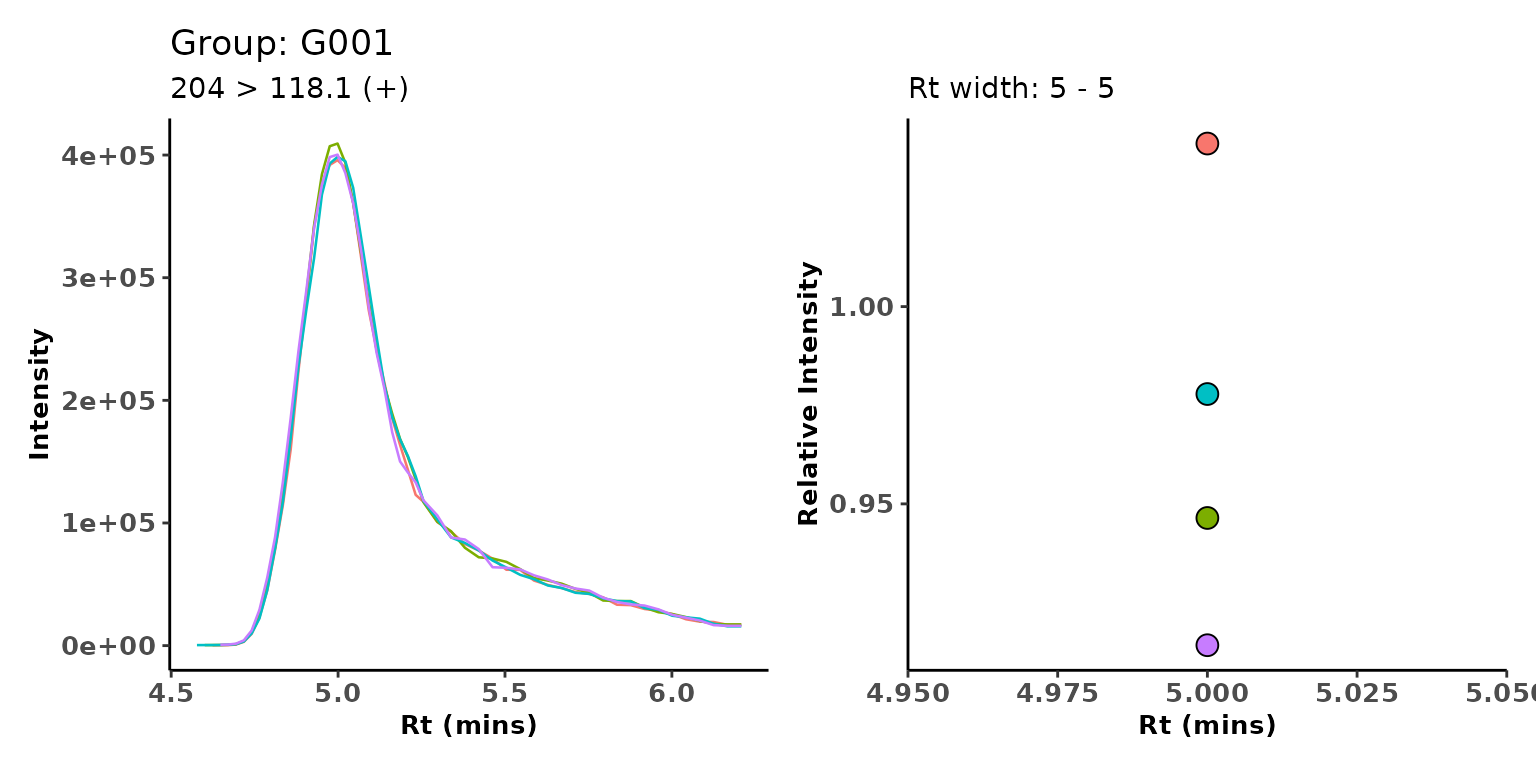 Group: G001
204 > 118.1 (+)
Intensity
4e+05
3e+05
2e+05
1e+05
0e+00
4.5 5.0 5.5 6.0
Rt (mins)
Rt width: 5 - 5
Relative Intensity
1.00
0.95
4.950 4.975 5.000 5.025 5.050
Rt (mins)